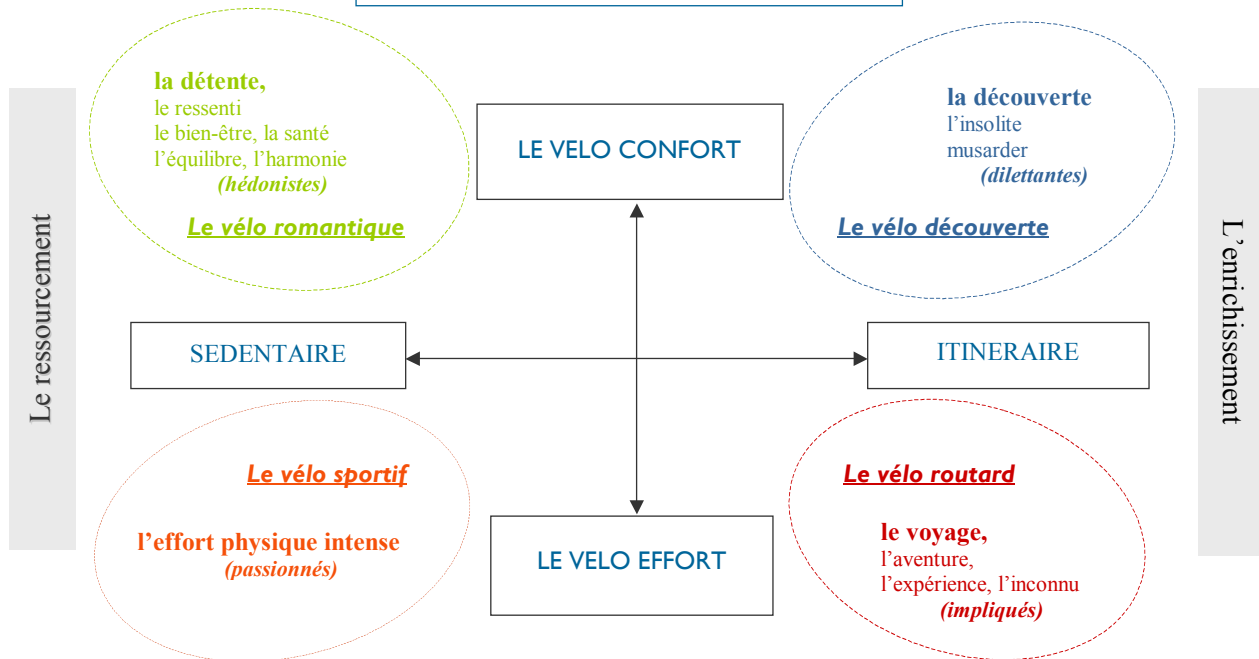 la détente,
le ressenti
le bien-être, la santé
l'équilibre, l'harmonie
(hédonistes)
Le vélo romantique
LE VELO CONFORT
la découverte
l'insolite
musarder
(dilettantes)
Le vélo découverte
Le ressourcement
L'enrichissement
SEDENTAIRE
ITINERAIRE
Le vélo sportif
l'effort physique intense
(passionnés)
LE VELO EFFORT
Le vélo routard
le voyage,
l'aventure,
l'expérience, l'inconnu
(impliqués)